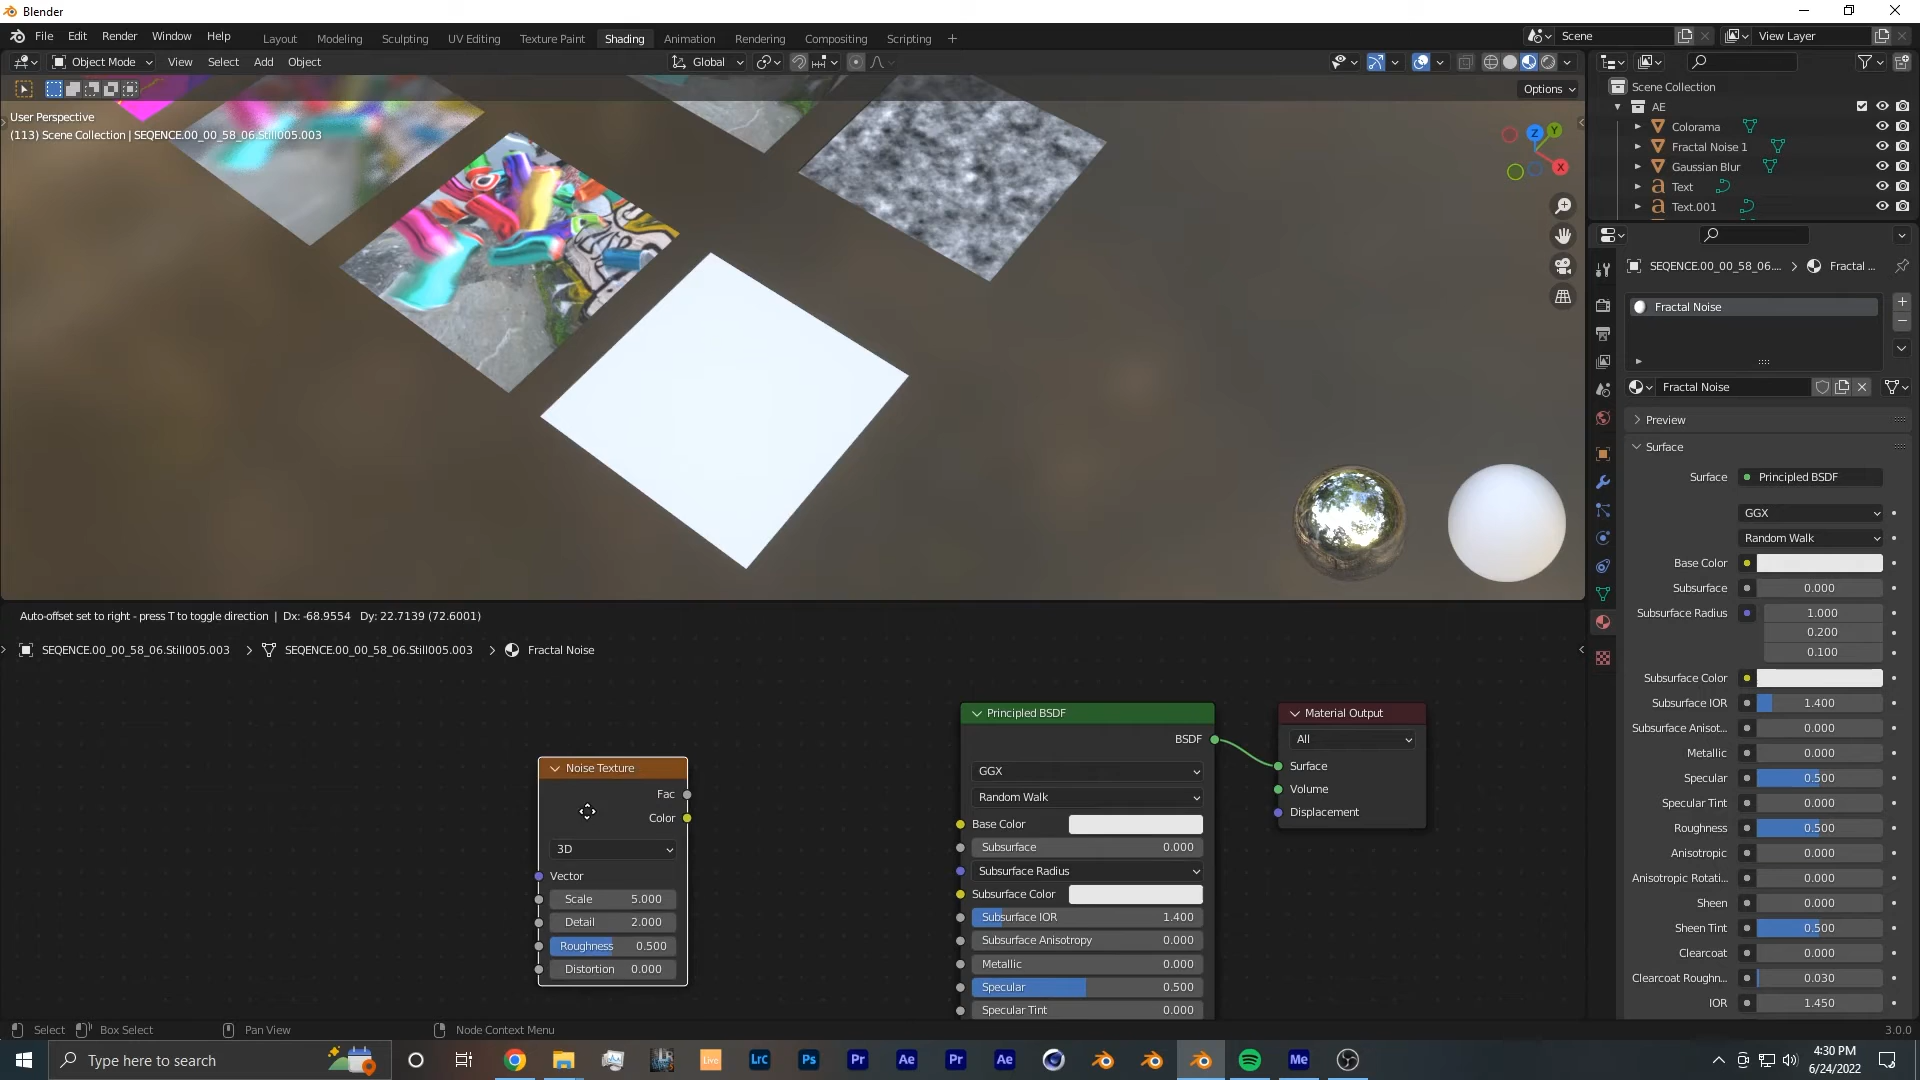 Blender
File Edit Render Window Help
Layout Modeling Sculpting UV Editing Texture Paint Shading Animation Rendering Compositing Scripting +
Scene
View Layer
Object Mode View Select Add Object
Global
Options
User Perspective
(113) Scene Collection | SEQENCE.00_00_58_06.Still005.003
Z
Y
X
Scene Collection
AE
Colorama
Fractal Noise 1
Gaussian Blur
Text
Text.001
SEQENCE.00_00_58_06.... Fractal ...
Fractal Noise
Fractal Noise
Preview
Surface
Surface Principled BSDF
GGX
Random Walk
Base Color
Subsurface 0.000
Subsurface Radius 1.000
0.200
0.100
Subsurface Color
Subsurface IOR 1.400
Subsurface Anisot... 0.000
Metallic 0.000
Specular 0.500
Specular Tint 0.000
Roughness 0.500
Anisotropic 0.000
Anisotropic Rotati... 0.000
Sheen 0.000
Sheen Tint 0.500
Clearcoat 0.000
Clearcoat Roughn... 0.030
IOR 1.450
Auto-offset set to right - press T to toggle direction | Dx: -68.9554 Dy: 22.7139 (72.6001)
SEQENCE.00_00_58_06.Still005.003 SEQENCE.00_00_58_06.Still005.003 Fractal Noise
Noise Texture
Fac
Color
3D
Vector
Scale 5.000
Detail 2.000
Roughness 0.500
Distortion 0.000
Principled BSDF
BSDF
GGX
Random Walk
Base Color
Subsurface 0.000
Subsurface Radius
Subsurface Color
Subsurface IOR 1.400
Subsurface Anisotropy 0.000
Metallic 0.000
Specular 0.500
Specular Tint 0.000
Material Output
All
Surface
Volume
Displacement
Select Box Select Pan View Node Context Menu
3.0.0
Type here to search
Live LrC Ps Pr Ae Pr Ae Me
4:30 PM
6/24/2022